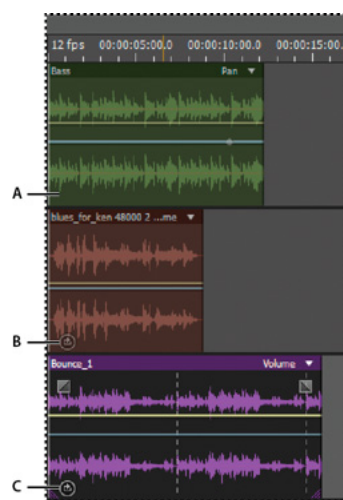 12 fps 00:00:05:00.0 00:00:10:00.0 00:00:15:00.
Bass Pan
A
blues_for_ken 48000 2 ...me
B
Bounce_1 Volume
C